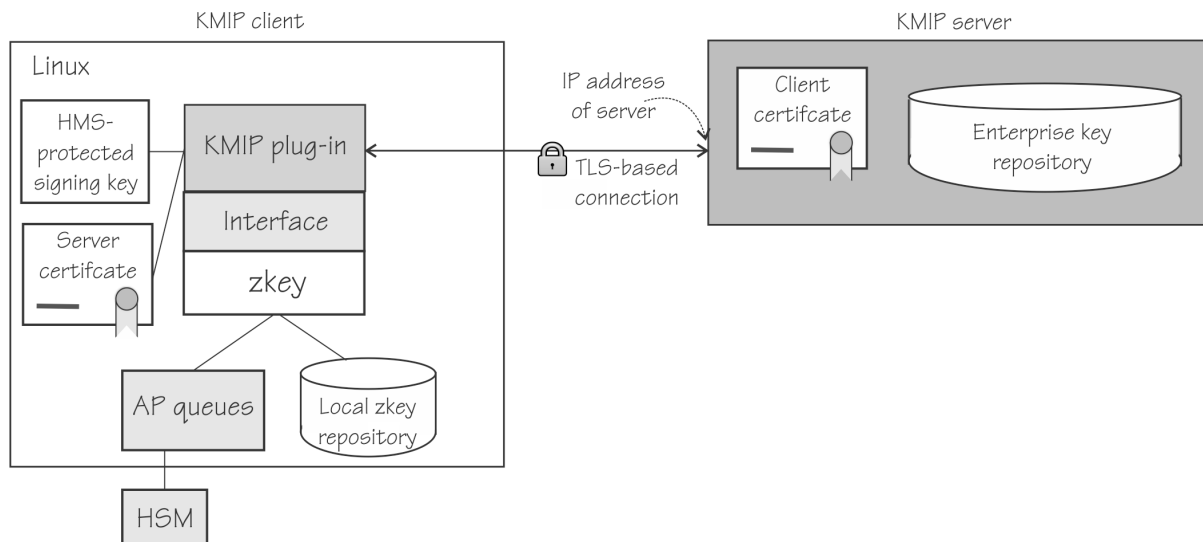 KMIP client
KMIP server
Linux
HMS-
protected
signing key
KMIP plug-in
Interface
zkey
Server
certifcate
AP queues
Local zkey
repository
HSM
IP address
of server
TLS-based
connection
Client
certifcate
Enterprise key
repository